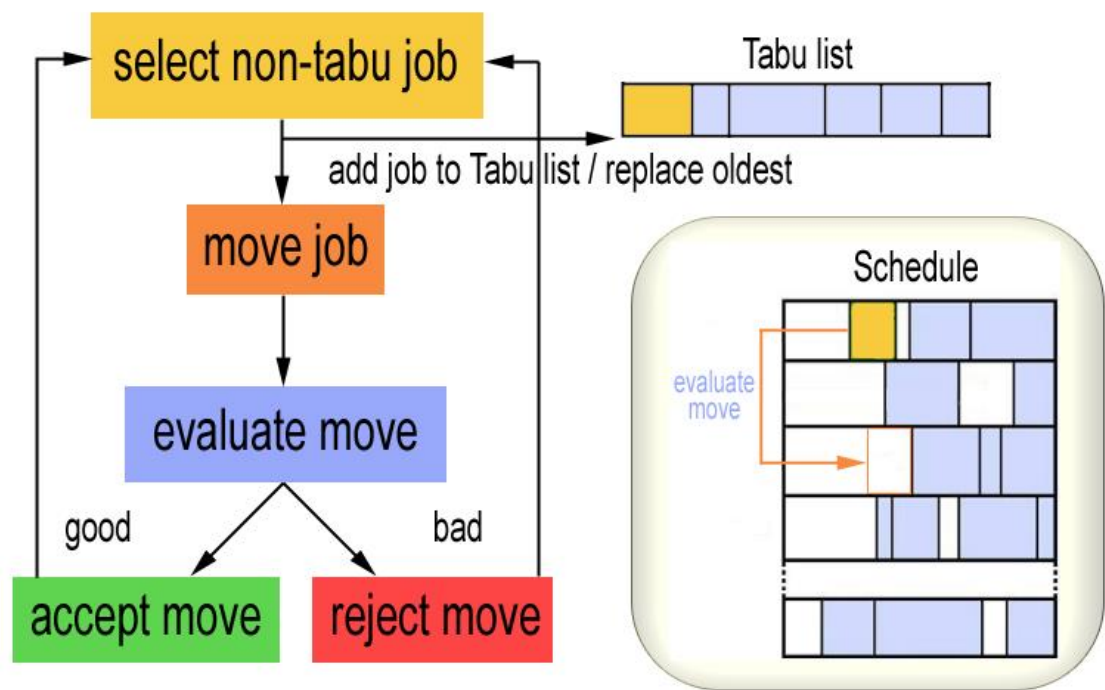 select non-tabu job
Tabu list
add job to Tabu list / replace oldest
move job
Schedule
evaluate
move
evaluate move
good
bad
accept move
reject move